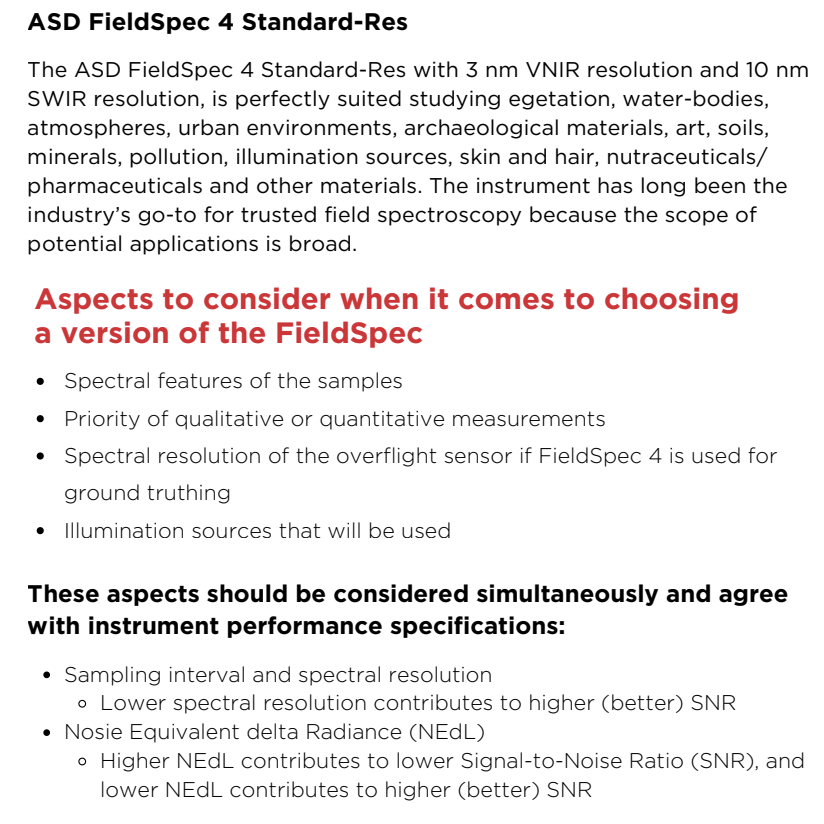 ASD FieldSpec 4 Standard-Res
The ASD FieldSpec 4 Standard-Res with 3 nm VNIR resolution and 10 nm
SWIR resolution, is perfectly suited studying egetation, water-bodies,
atmospheres, urban environments, archaeological materials, art, soils,
minerals, pollution, illumination sources, skin and hair, nutraceuticals/
pharmaceuticals and other materials. The instrument has long been the
industry’s go-to for trusted field spectroscopy because the scope of
potential applications is broad.
Aspects to consider when it comes to choosing
a version of the FieldSpec
• Spectral features of the samples
• Priority of qualitative or quantitative measurements
• Spectral resolution of the overflight sensor if FieldSpec 4 is used for
ground truthing
• Illumination sources that will be used
These aspects should be considered simultaneously and agree
with instrument performance specifications:
• Sampling interval and spectral resolution
◦ Lower spectral resolution contributes to higher (better) SNR
• Nosie Equivalent delta Radiance (NEdL)
◦ Higher NEdL contributes to lower Signal-to-Noise Ratio (SNR), and
lower NEdL contributes to higher (better) SNR